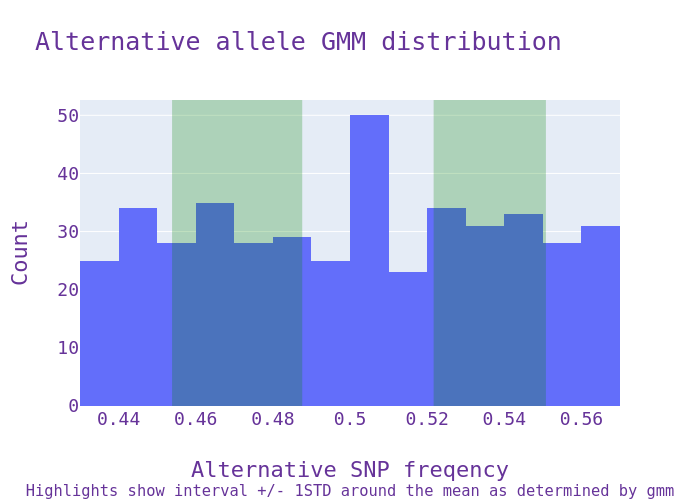 Alternative allele GMM distribution
50
40
30
20
10
0
Count
0.44 0.46 0.48 0.5 0.52 0.54 0.56
Alternative SNP freqency
Highlights show interval +/- 1STD around the mean as determined by gmm